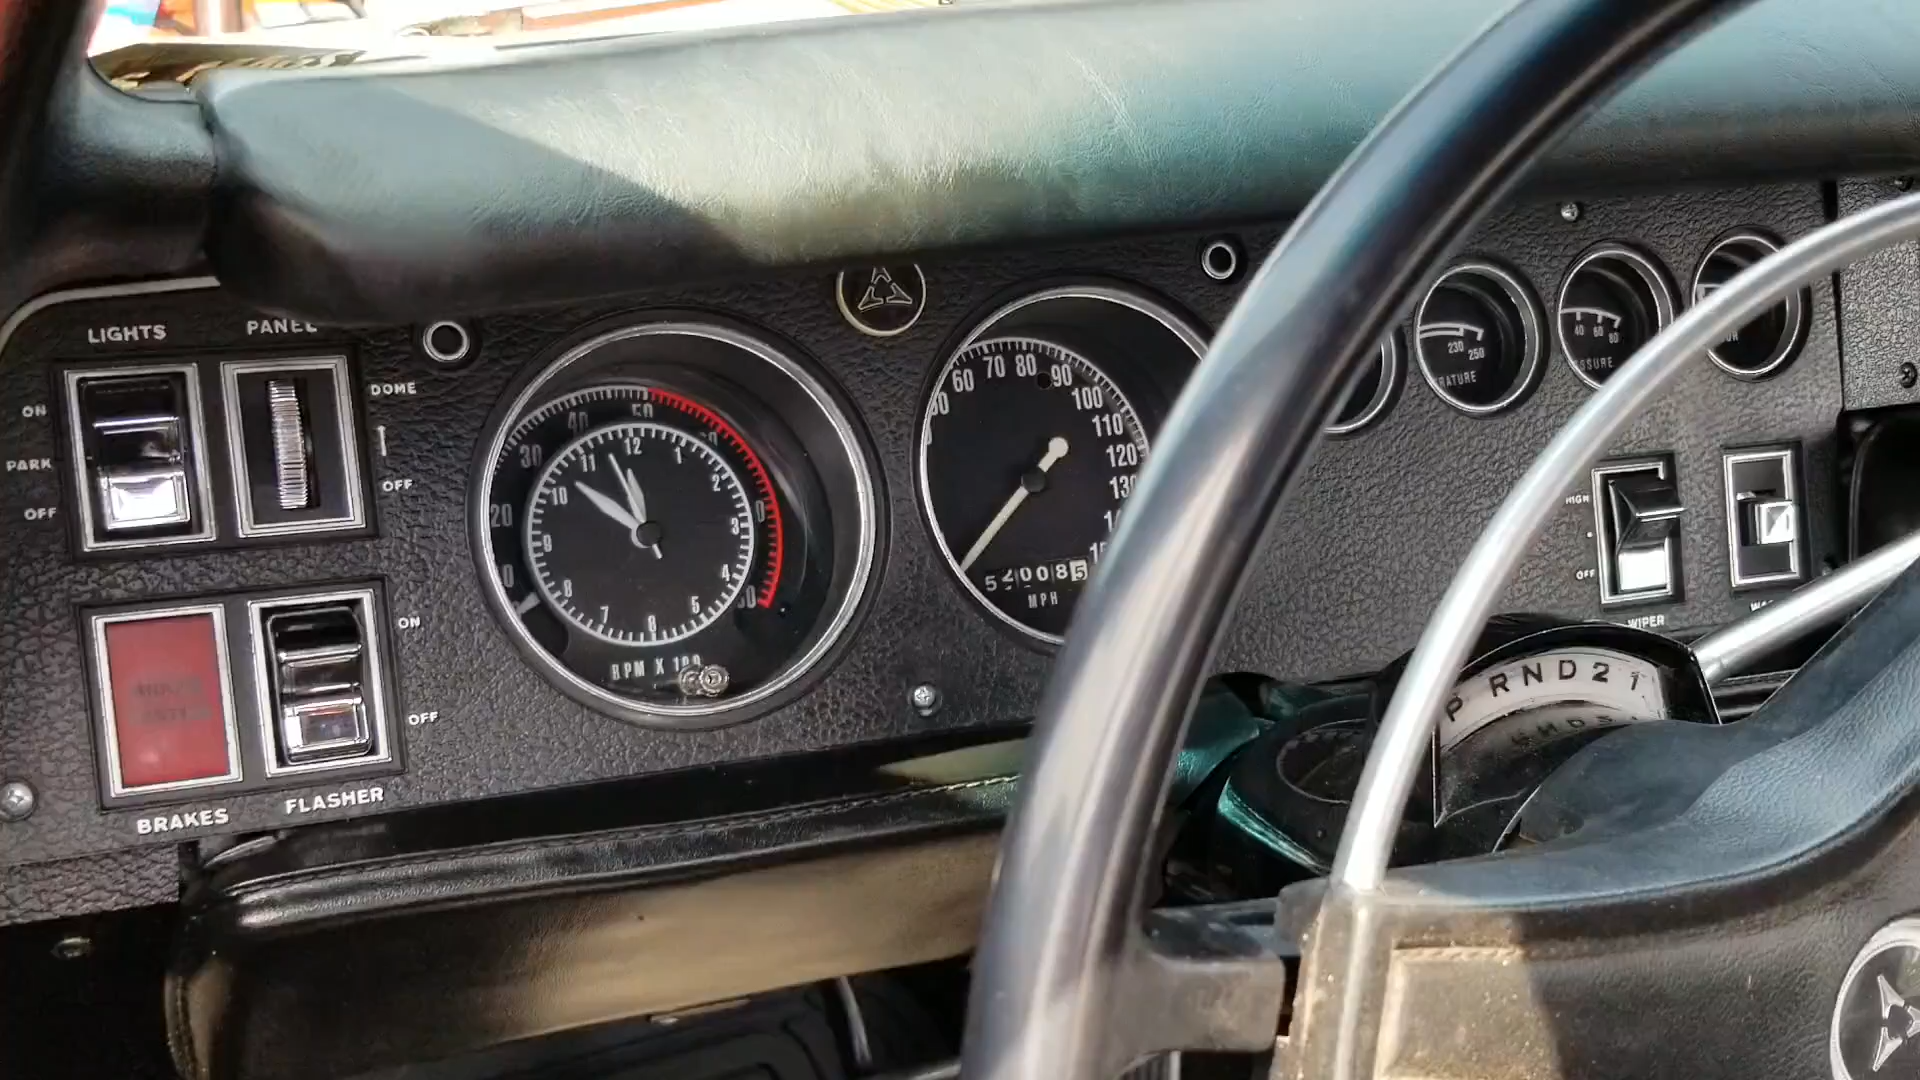 LIGHTS
PANEL
ON
PARK
OFF
DOME
OFF
BRAKES
FLASHER
ON
OFF
20
30
40
50
12
1
2
3
4
5
6
7
8
9
10
11
RPM X 100
60
70
80
90
100
110
120
520085
MPH
230
250
40
60
80
HIGH
OFF
WIPER
P R N D 2 1